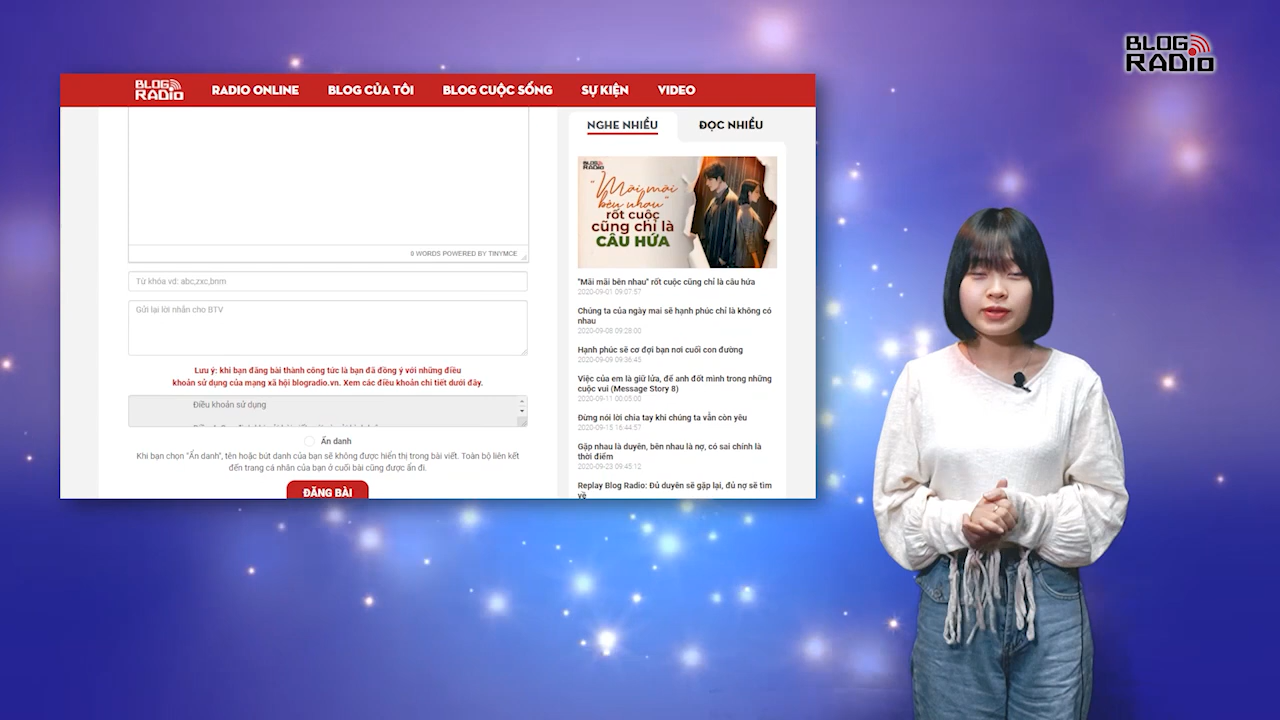 BLOG
RADIO
BLOG
RADIO
RADIO ONLINE
BLOG CỦA TÔI
BLOG CUỘC SỐNG
SỰ KIỆN
VIDEO
0 WORDS POWERED BY TINYMCE
Từ khóa vd: abc,zxc,bnm
Gửi lại lời nhắn cho BTV
Lưu ý: khi bạn đăng bài thành công tức là bạn đã đồng ý với những điều
khoản sử dụng của mạng xã hội blogradio.vn. Xem các điều khoản chi tiết dưới đây.
Điều khoản sử dụng
Ẩn danh
Khi bạn chọn "Ẩn danh", tên hoặc bút danh của bạn sẽ không được hiển thị trong bài viết. Toàn bộ liên kết
đến trang cá nhân của bạn ở cuối bài cũng được ẩn đi.
ĐĂNG BÀI
NGHE NHIỀU
ĐỌC NHIỀU
BLOG
RADIO
"Mãi mãi
bên nhau"
rốt cuộc
cũng chỉ là
CÂU HỨA
"Mãi mãi bên nhau" rốt cuộc cũng chỉ là câu hứa
2020-09-01 09:07:57
Chúng ta của ngày mai sẽ hạnh phúc chỉ là không có
nhau
2020-09-08 09:28:00
Hạnh phúc sẽ cơ đợi bạn nơi cuối con đường
2020-09-09 09:36:45
Việc của em là giữ lửa, để anh đốt mình trong những
cuộc vui (Message Story 8)
2020-09-11 00:05:00
Đừng nói lời chia tay khi chúng ta vẫn còn yêu
2020-09-15 16:44:57
Gặp nhau là duyên, bên nhau là nợ, có sai chính là
thời điểm
2020-09-23 09:45:12
Replay Blog Radio: Đủ duyên sẽ gặp lại, đủ nợ sẽ tìm
về